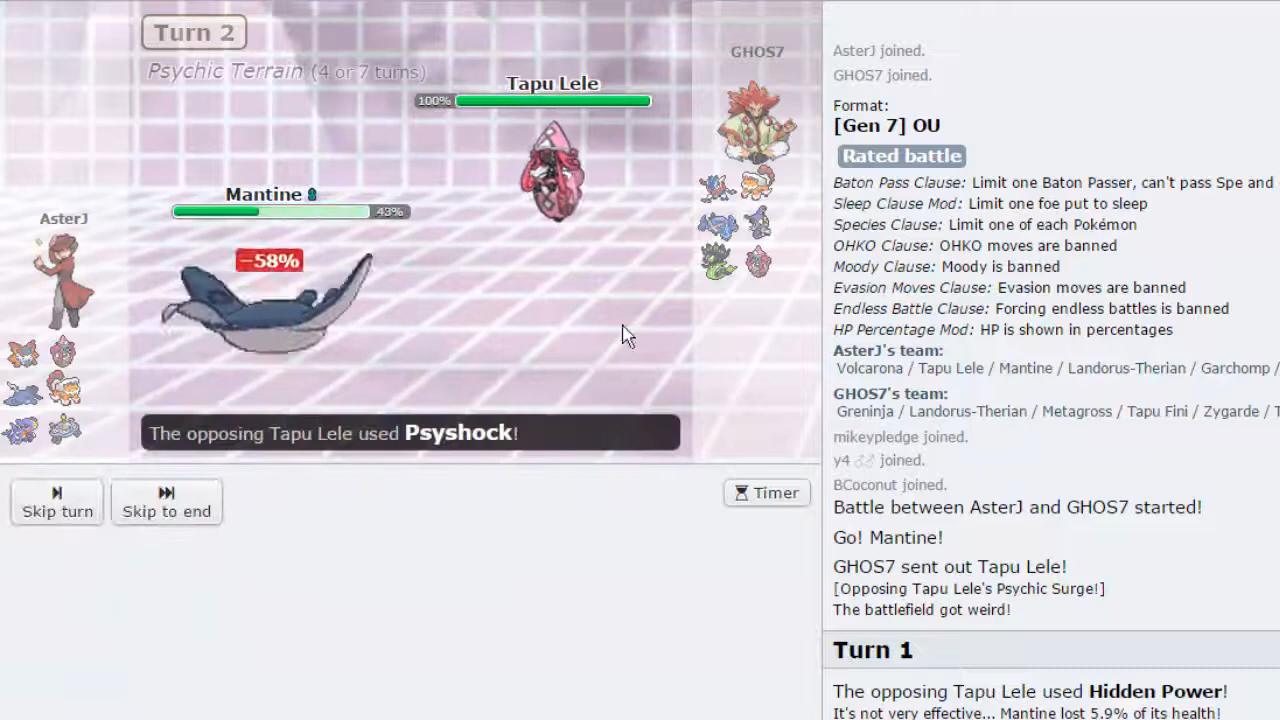 Turn 2
Psychic Terrain (4 or 7 turns)
GHOS7
Tapu Lele
100%
Mantine
43%
AsterJ
−58%
The opposing Tapu Lele used Psyshock!
Skip turn
Skip to end
Timer
AsterJ joined.
GHOS7 joined.
Format:
[Gen 7] OU
Rated battle
Baton Pass Clause: Limit one Baton Passer, can't pass Spe and
Sleep Clause Mod: Limit one foe put to sleep
Species Clause: Limit one of each Pokémon
OHKO Clause: OHKO moves are banned
Moody Clause: Moody is banned
Evasion Moves Clause: Evasion moves are banned
Endless Battle Clause: Forcing endless battles is banned
HP Percentage Mod: HP is shown in percentages
AsterJ's team:
Volcarona / Tapu Lele / Mantine / Landorus-Therian / Garchomp /
GHOS7's team:
Greninja / Landorus-Therian / Metagross / Tapu Fini / Zygarde / T
mikeypledge joined.
y4 ♂♂ joined.
BCoconut joined.
Battle between AsterJ and GHOS7 started!
Go! Mantine!
GHOS7 sent out Tapu Lele!
[Opposing Tapu Lele's Psychic Surge!]
The battlefield got weird!
Turn 1
The opposing Tapu Lele used Hidden Power!
It's not very effective... Mantine lost 5.9% of its health!